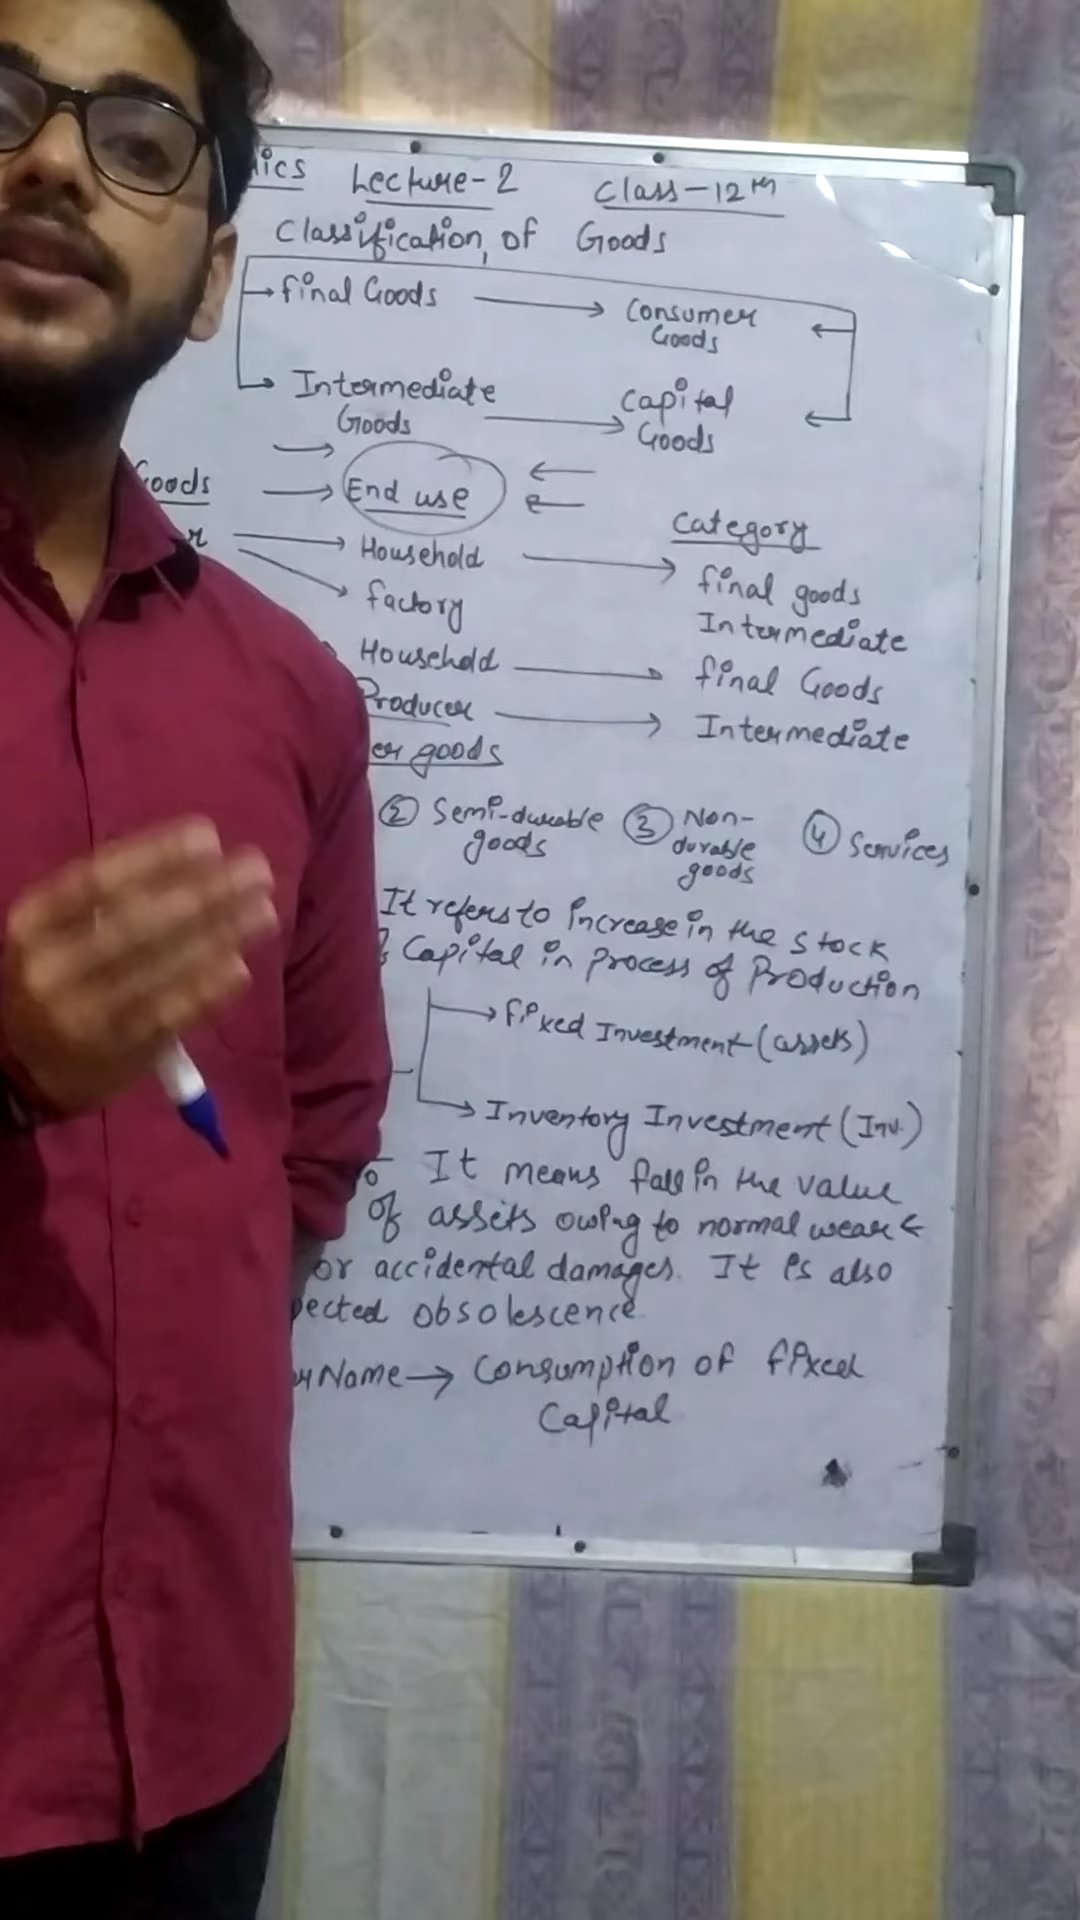 Lecture-2 Class-12th
Classification of Goods
Final Goods Consumer
Goods
Intermediate Capital
Goods Goods
Goods End use
Category
Household final goods
factory Intermediate
Household final Goods
Producer Intermediate
goods
② Semi-durable ③ Non- ④ Services
goods durable
goods
It refers to increase in the stock
Capital in process of Production
Fixed Investment (assets)
Inventory Investment (Inv.)
It means fall in the value
of assets owing to normal wear &
or accidental damages. It is also
obsolescence.
Name → Consumption of fixed
Capital